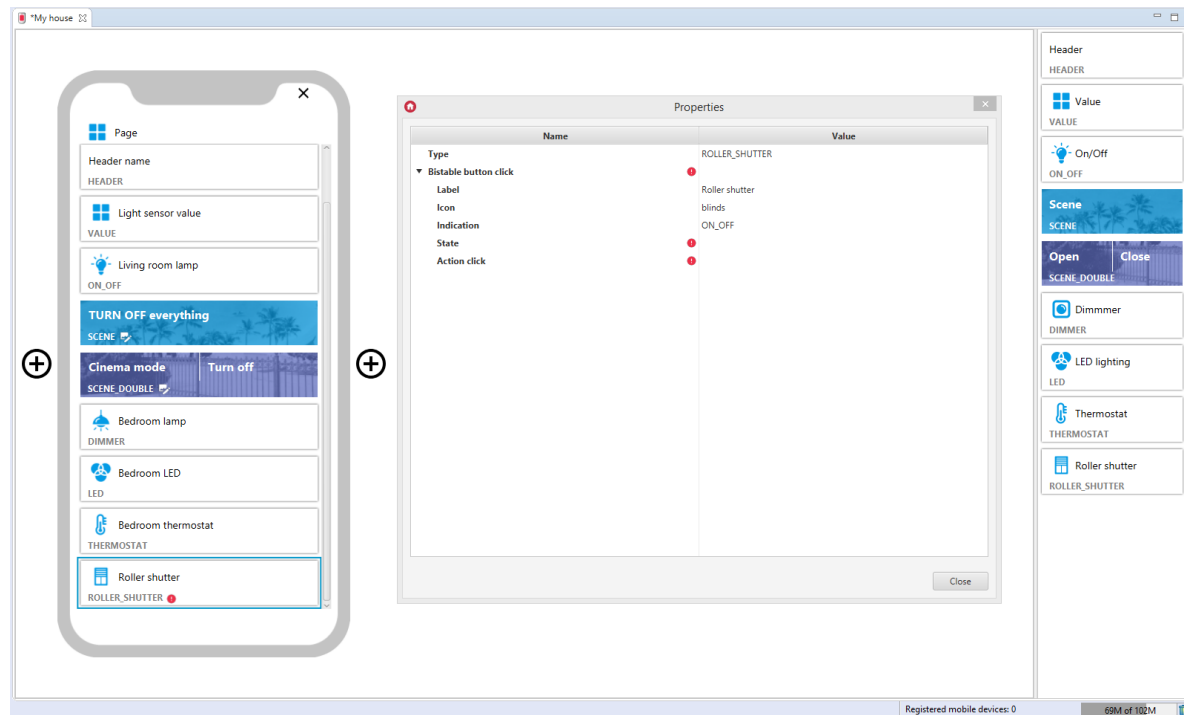 *My house
Page
Header name
HEADER
Light sensor value
VALUE
Living room lamp
ON_OFF
TURN OFF everything
SCENE
Cinema mode Turn off
SCENE_DOUBLE
Bedroom lamp
DIMMER
Bedroom LED
LED
Bedroom thermostat
THERMOSTAT
Roller shutter
ROLLER_SHUTTER
Properties
Name Value
Type ROLLER_SHUTTER
Bistable button click
Label Roller shutter
Icon blinds
Indication ON_OFF
State
Action click
Close
Header
HEADER
Value
VALUE
On/Off
ON_OFF
Scene
SCENE
Open Close
SCENE_DOUBLE
Dimmmer
DIMMER
LED lighting
LED
Thermostat
THERMOSTAT
Roller shutter
ROLLER_SHUTTER
Registered mobile devices: 0
69M of 102M